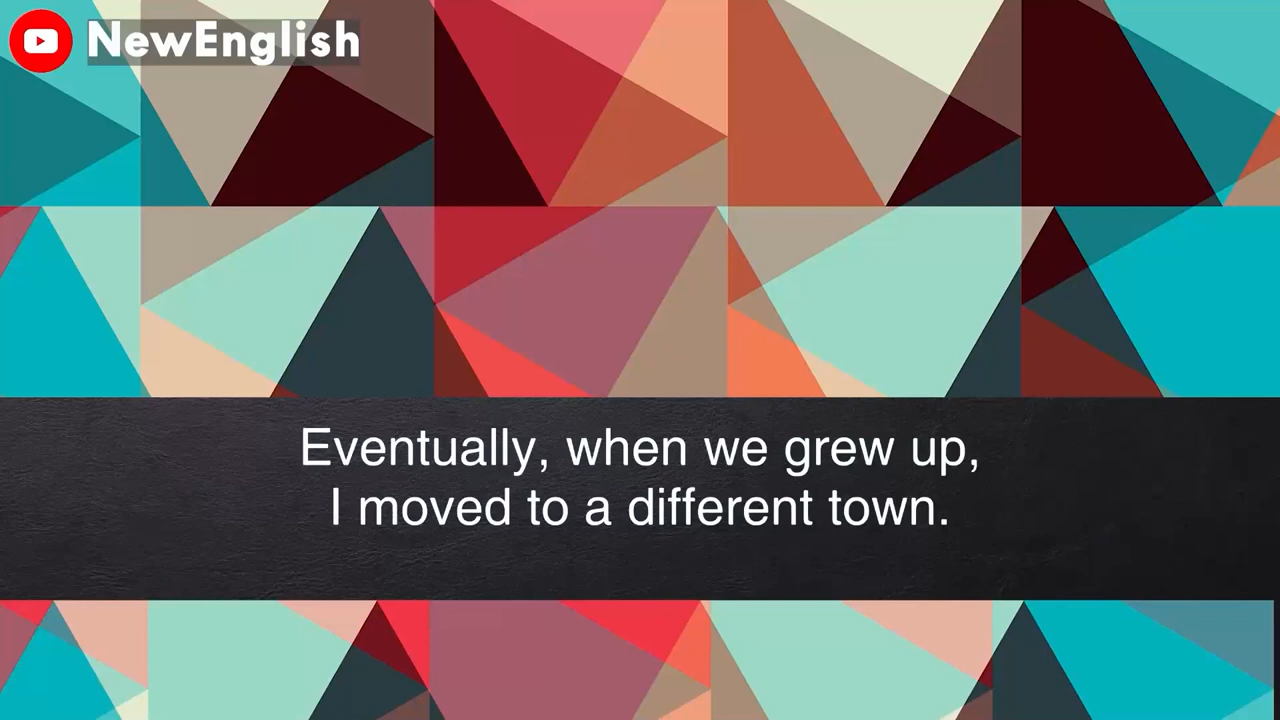 NewEnglish
Eventually, when we grew up,
I moved to a different town.